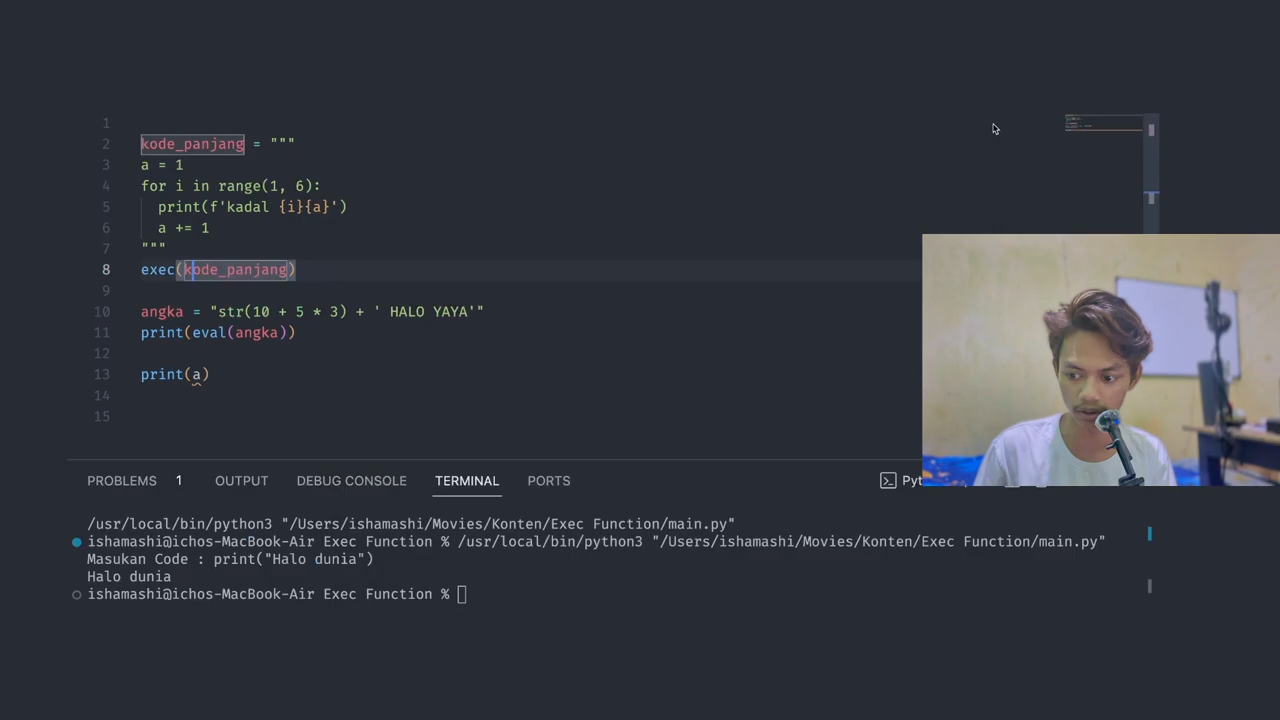 1
2 kode_panjang = """
3 a = 1
4 for i in range(1, 6):
5 print(f'kadal {i}{a}')
6 a += 1
7 """
8 exec(kode_panjang)
9
10 angka = "str(10 + 5 * 3) + ' HALO YAYA'"
11 print(eval(angka))
12
13 print(a)
14
15
PROBLEMS 1 OUTPUT DEBUG CONSOLE TERMINAL PORTS
/usr/local/bin/python3 "/Users/ishamashi/Movies/Konten/Exec Function/main.py"
ishamashi@ichos-MacBook-Air Exec Function % /usr/local/bin/python3 "/Users/ishamashi/Movies/Konten/Exec Function/main.py"
Masukan Code : print("Halo dunia")
Halo dunia
ishamashi@ichos-MacBook-Air Exec Function %